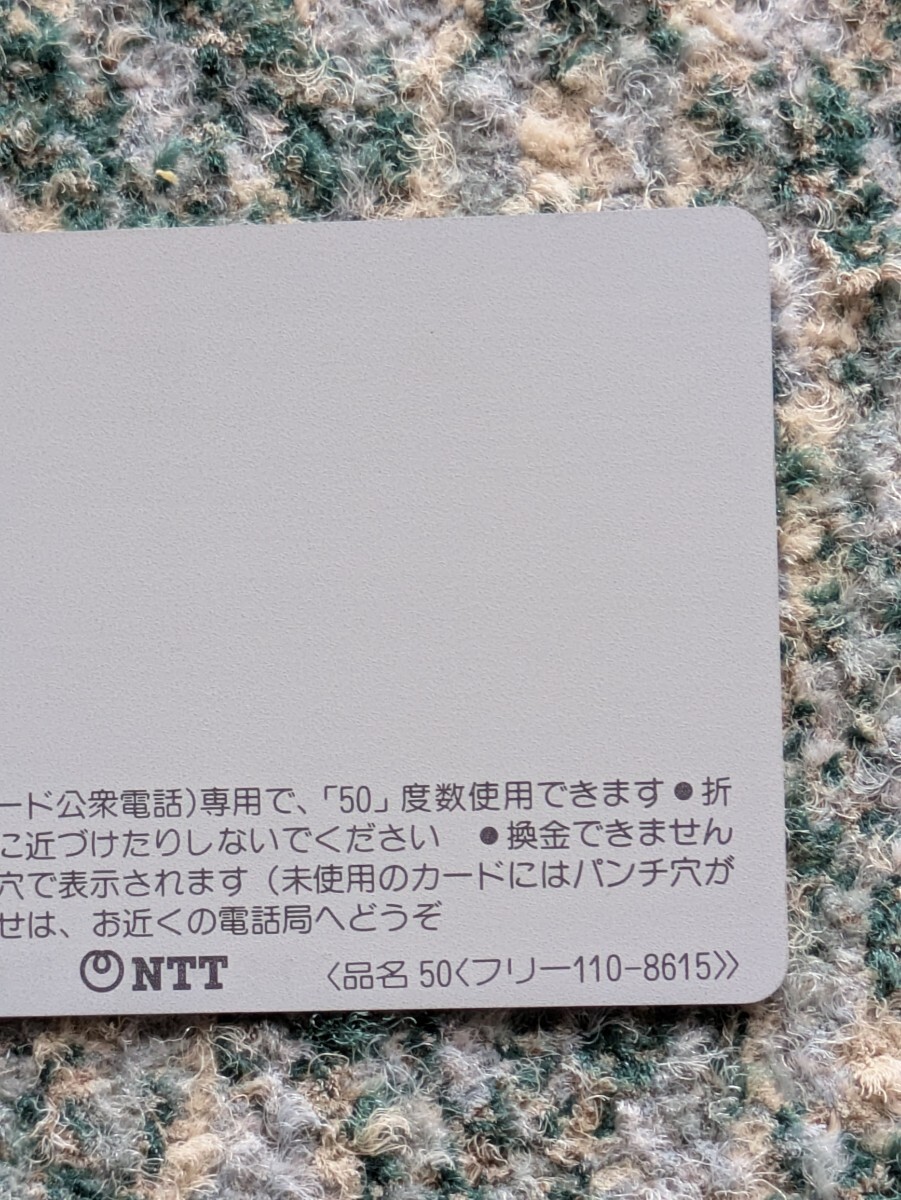 ード公衆電話)専用で、「50」度数使用できます●折
に近づけたりしないでください ●換金できません
穴で表示されます（未使用のカードにはパンチ穴が
せは、お近くの電話局へどうぞ
NTT 〈品名 50〈フリー110-8615〉〉